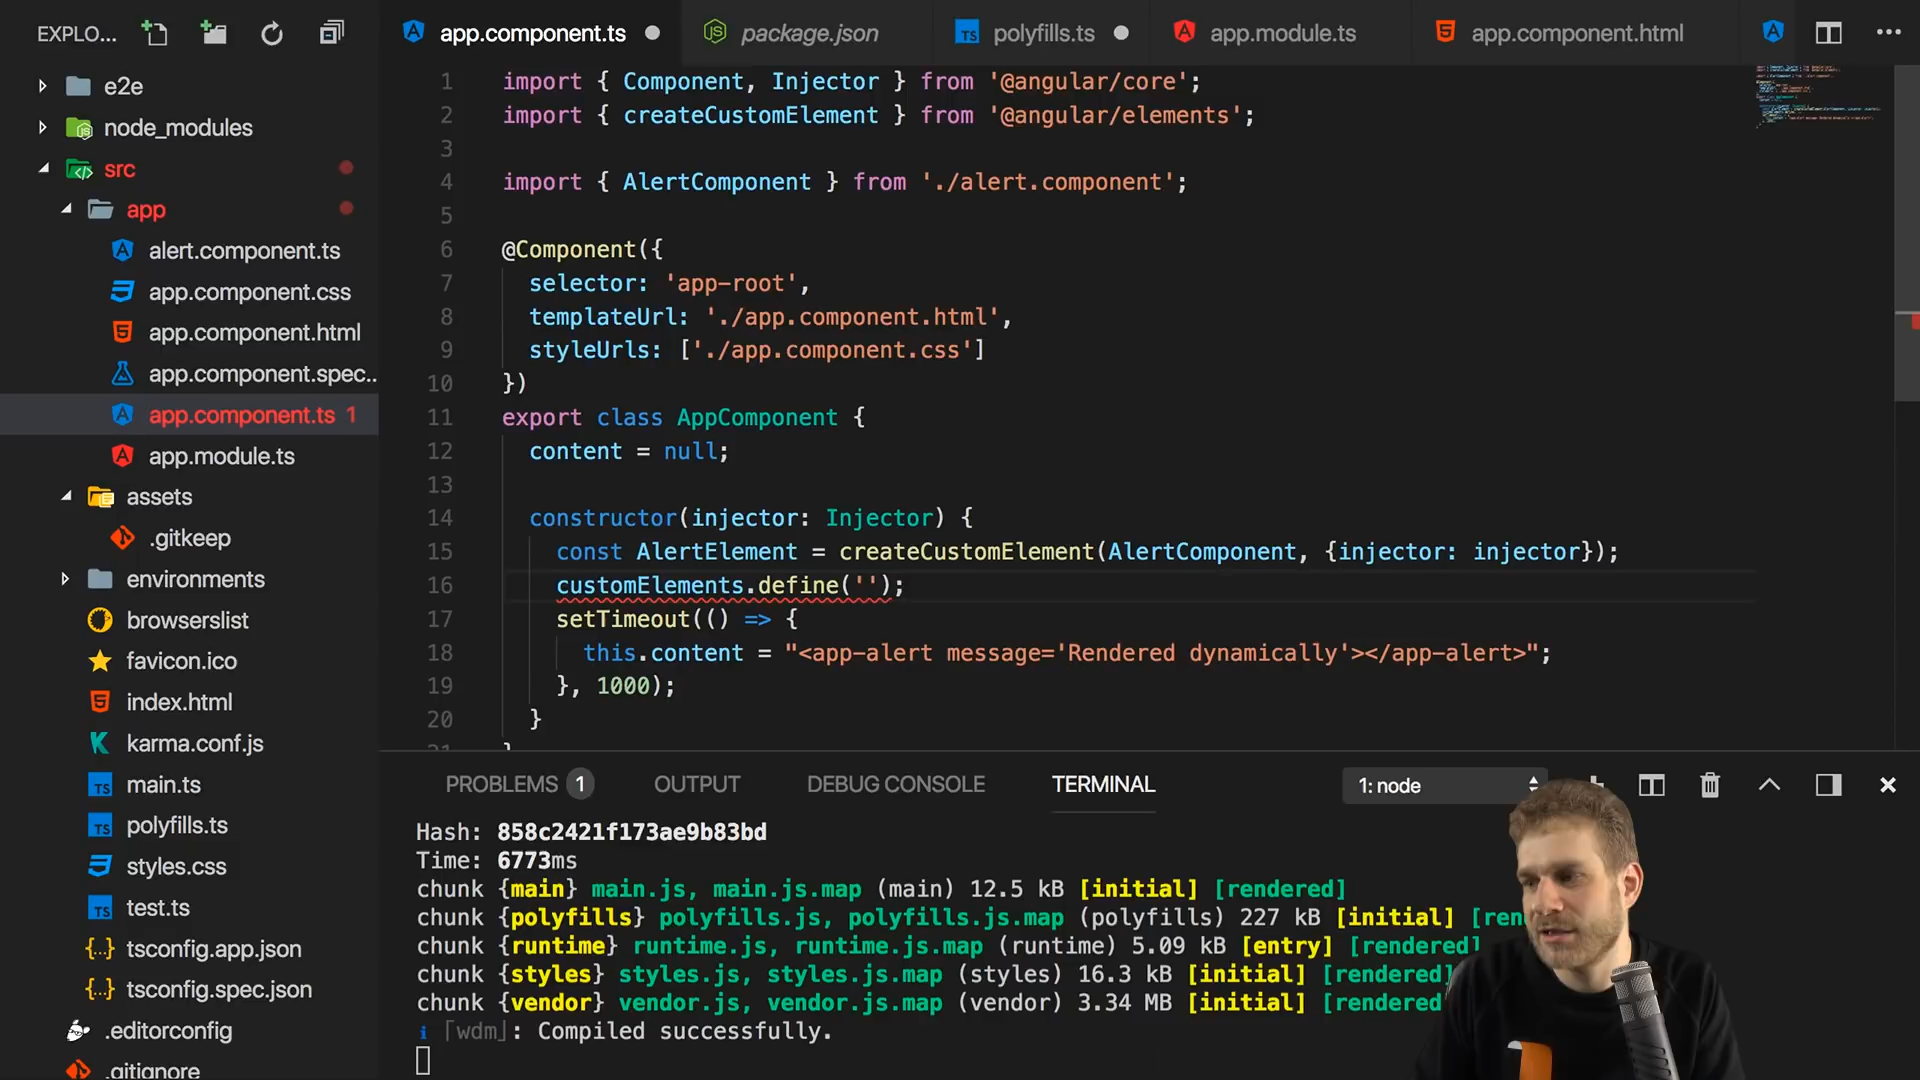 EXPLO...
app.component.ts
package.json
polyfills.ts
app.module.ts
app.component.html
e2e
node_modules
src
app
alert.component.ts
app.component.css
app.component.html
app.component.spec..
app.component.ts 1
app.module.ts
assets
.gitkeep
environments
browserslist
favicon.ico
index.html
karma.conf.js
main.ts
polyfills.ts
styles.css
test.ts
tsconfig.app.json
tsconfig.spec.json
.editorconfig
.gitignore
1 import { Component, Injector } from '@angular/core';
2 import { createCustomElement } from '@angular/elements';
3
4 import { AlertComponent } from './alert.component';
5
6 @Component({
7 selector: 'app-root',
8 templateUrl: './app.component.html',
9 styleUrls: ['./app.component.css']
10 })
11 export class AppComponent {
12 content = null;
13
14 constructor(injector: Injector) {
15 const AlertElement = createCustomElement(AlertComponent, {injector: injector});
16 customElements.define('');
17 setTimeout(() => {
18 this.content = "<app-alert message='Rendered dynamically'></app-alert>";
19 }, 1000);
20 }
21 }
PROBLEMS 1 OUTPUT DEBUG CONSOLE TERMINAL 1: node
Hash: 858c2421f173ae9b83bd
Time: 6773ms
chunk {main} main.js, main.js.map (main) 12.5 kB [initial] [rendered]
chunk {polyfills} polyfills.js, polyfills.js.map (polyfills) 227 kB [initial] [ren
chunk {runtime} runtime.js, runtime.js.map (runtime) 5.09 kB [entry] [rendered]
chunk {styles} styles.js, styles.js.map (styles) 16.3 kB [initial] [rendered
chunk {vendor} vendor.js, vendor.js.map (vendor) 3.34 MB [initial] [rendered
i ｢wdm｣: Compiled successfully.